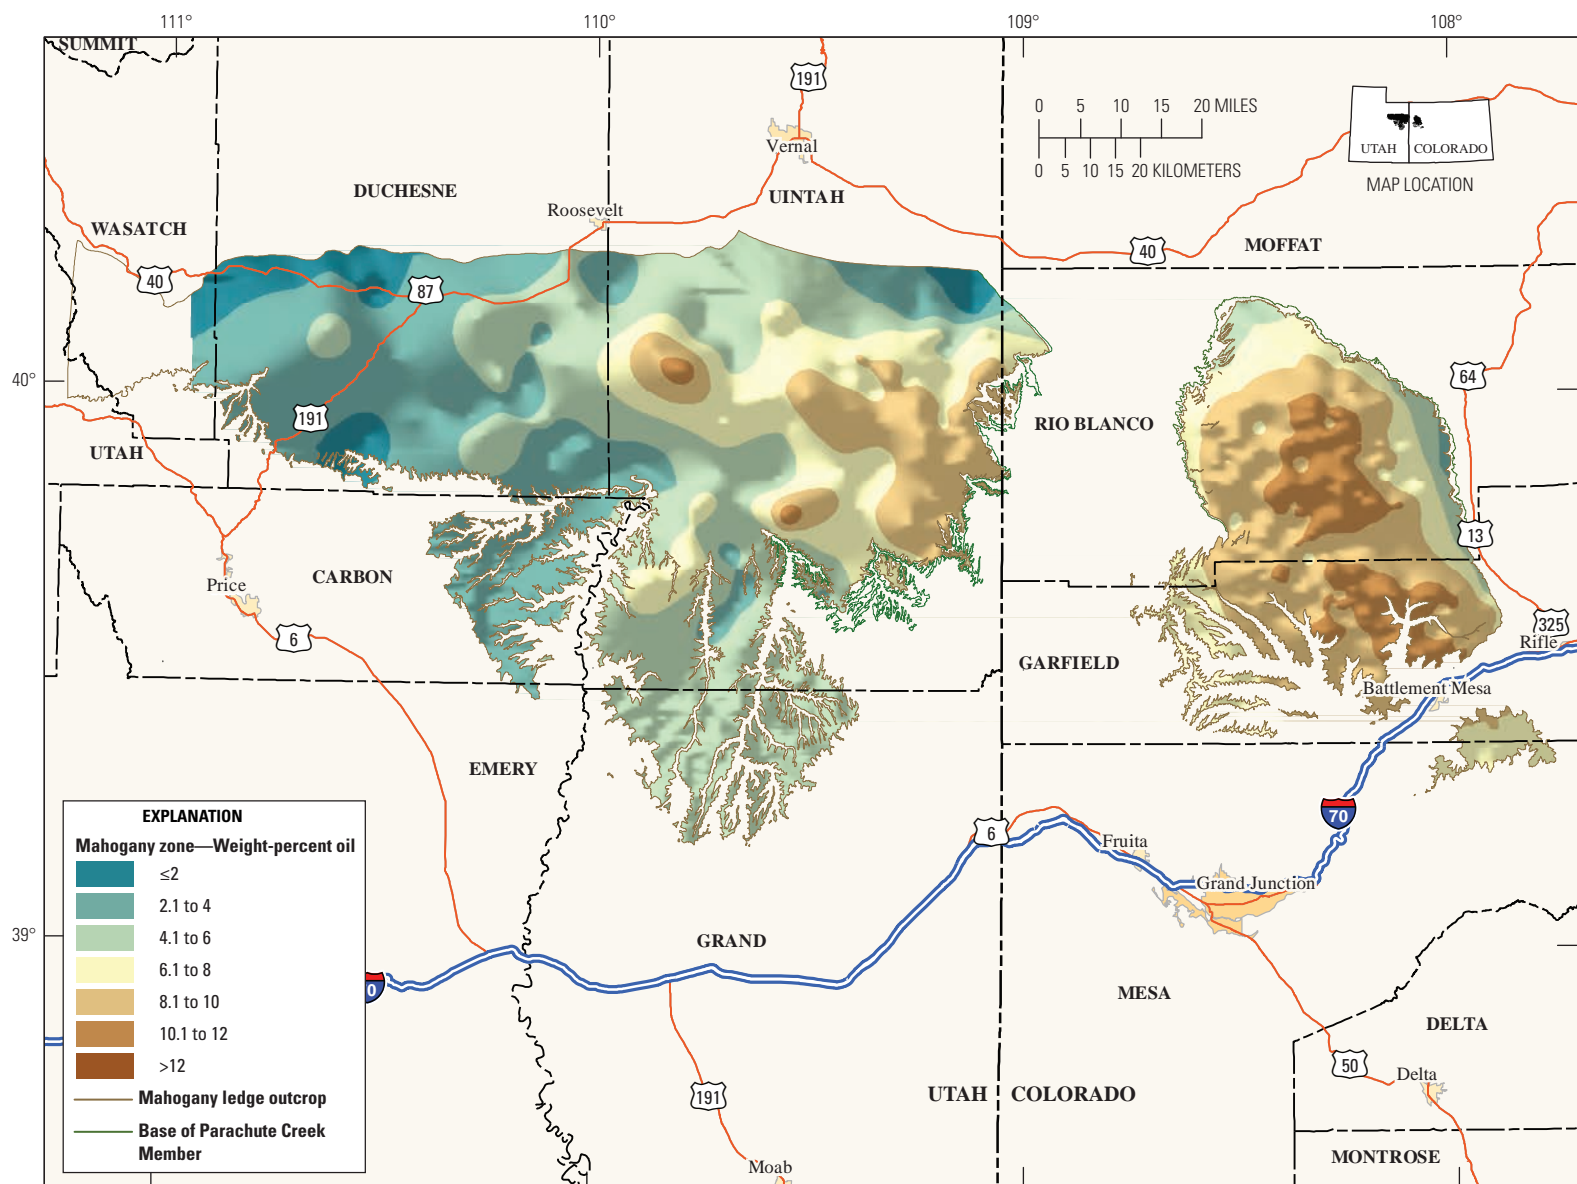 111°
110°
109°
108°
SUMMIT
191
Vernal
0 5 10 15 20 MILES
0 5 10 15 20 KILOMETERS
UTAH COLORADO
MAP LOCATION
DUCHESNE
UINTAH
Roosevelt
WASATCH
MOFFAT
40
40
87
40°
64
191
RIO BLANCO
UTAH
13
CARBON
Price
6
325
Rifle
GARFIELD
Battlement Mesa
EMERY
70
6
Fruita
Grand Junction
GRAND
39°
0
MESA
DELTA
50
Delta
191
UTAH
COLORADO
MONTROSE
Moab
EXPLANATION
Mahogany zone—Weight-percent oil
≤2
2.1 to 4
4.1 to 6
6.1 to 8
8.1 to 10
10.1 to 12
>12
Mahogany ledge outcrop
Base of Parachute Creek
Member